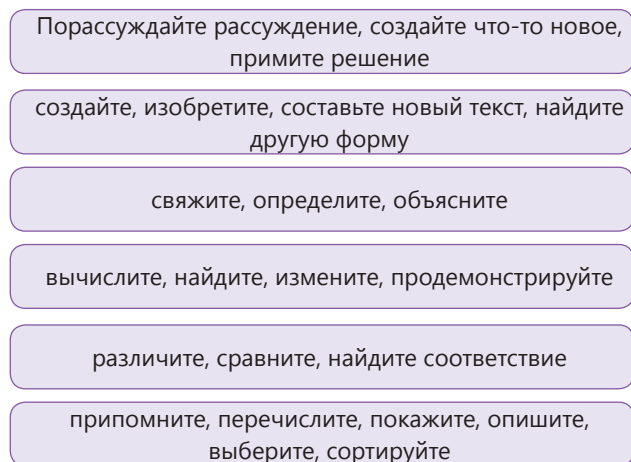 Порассуждайте рассуждение, создайте что-то новое,
примите решение
создайте, изобретите, составьте новый текст, найдите
другую форму
свяжите, определите, объясните
вычислите, найдите, измените, продемонстрируйте
различите, сравните, найдите соответствие
припомните, перечислите, покажите, опишите,
выберите, сортируйте